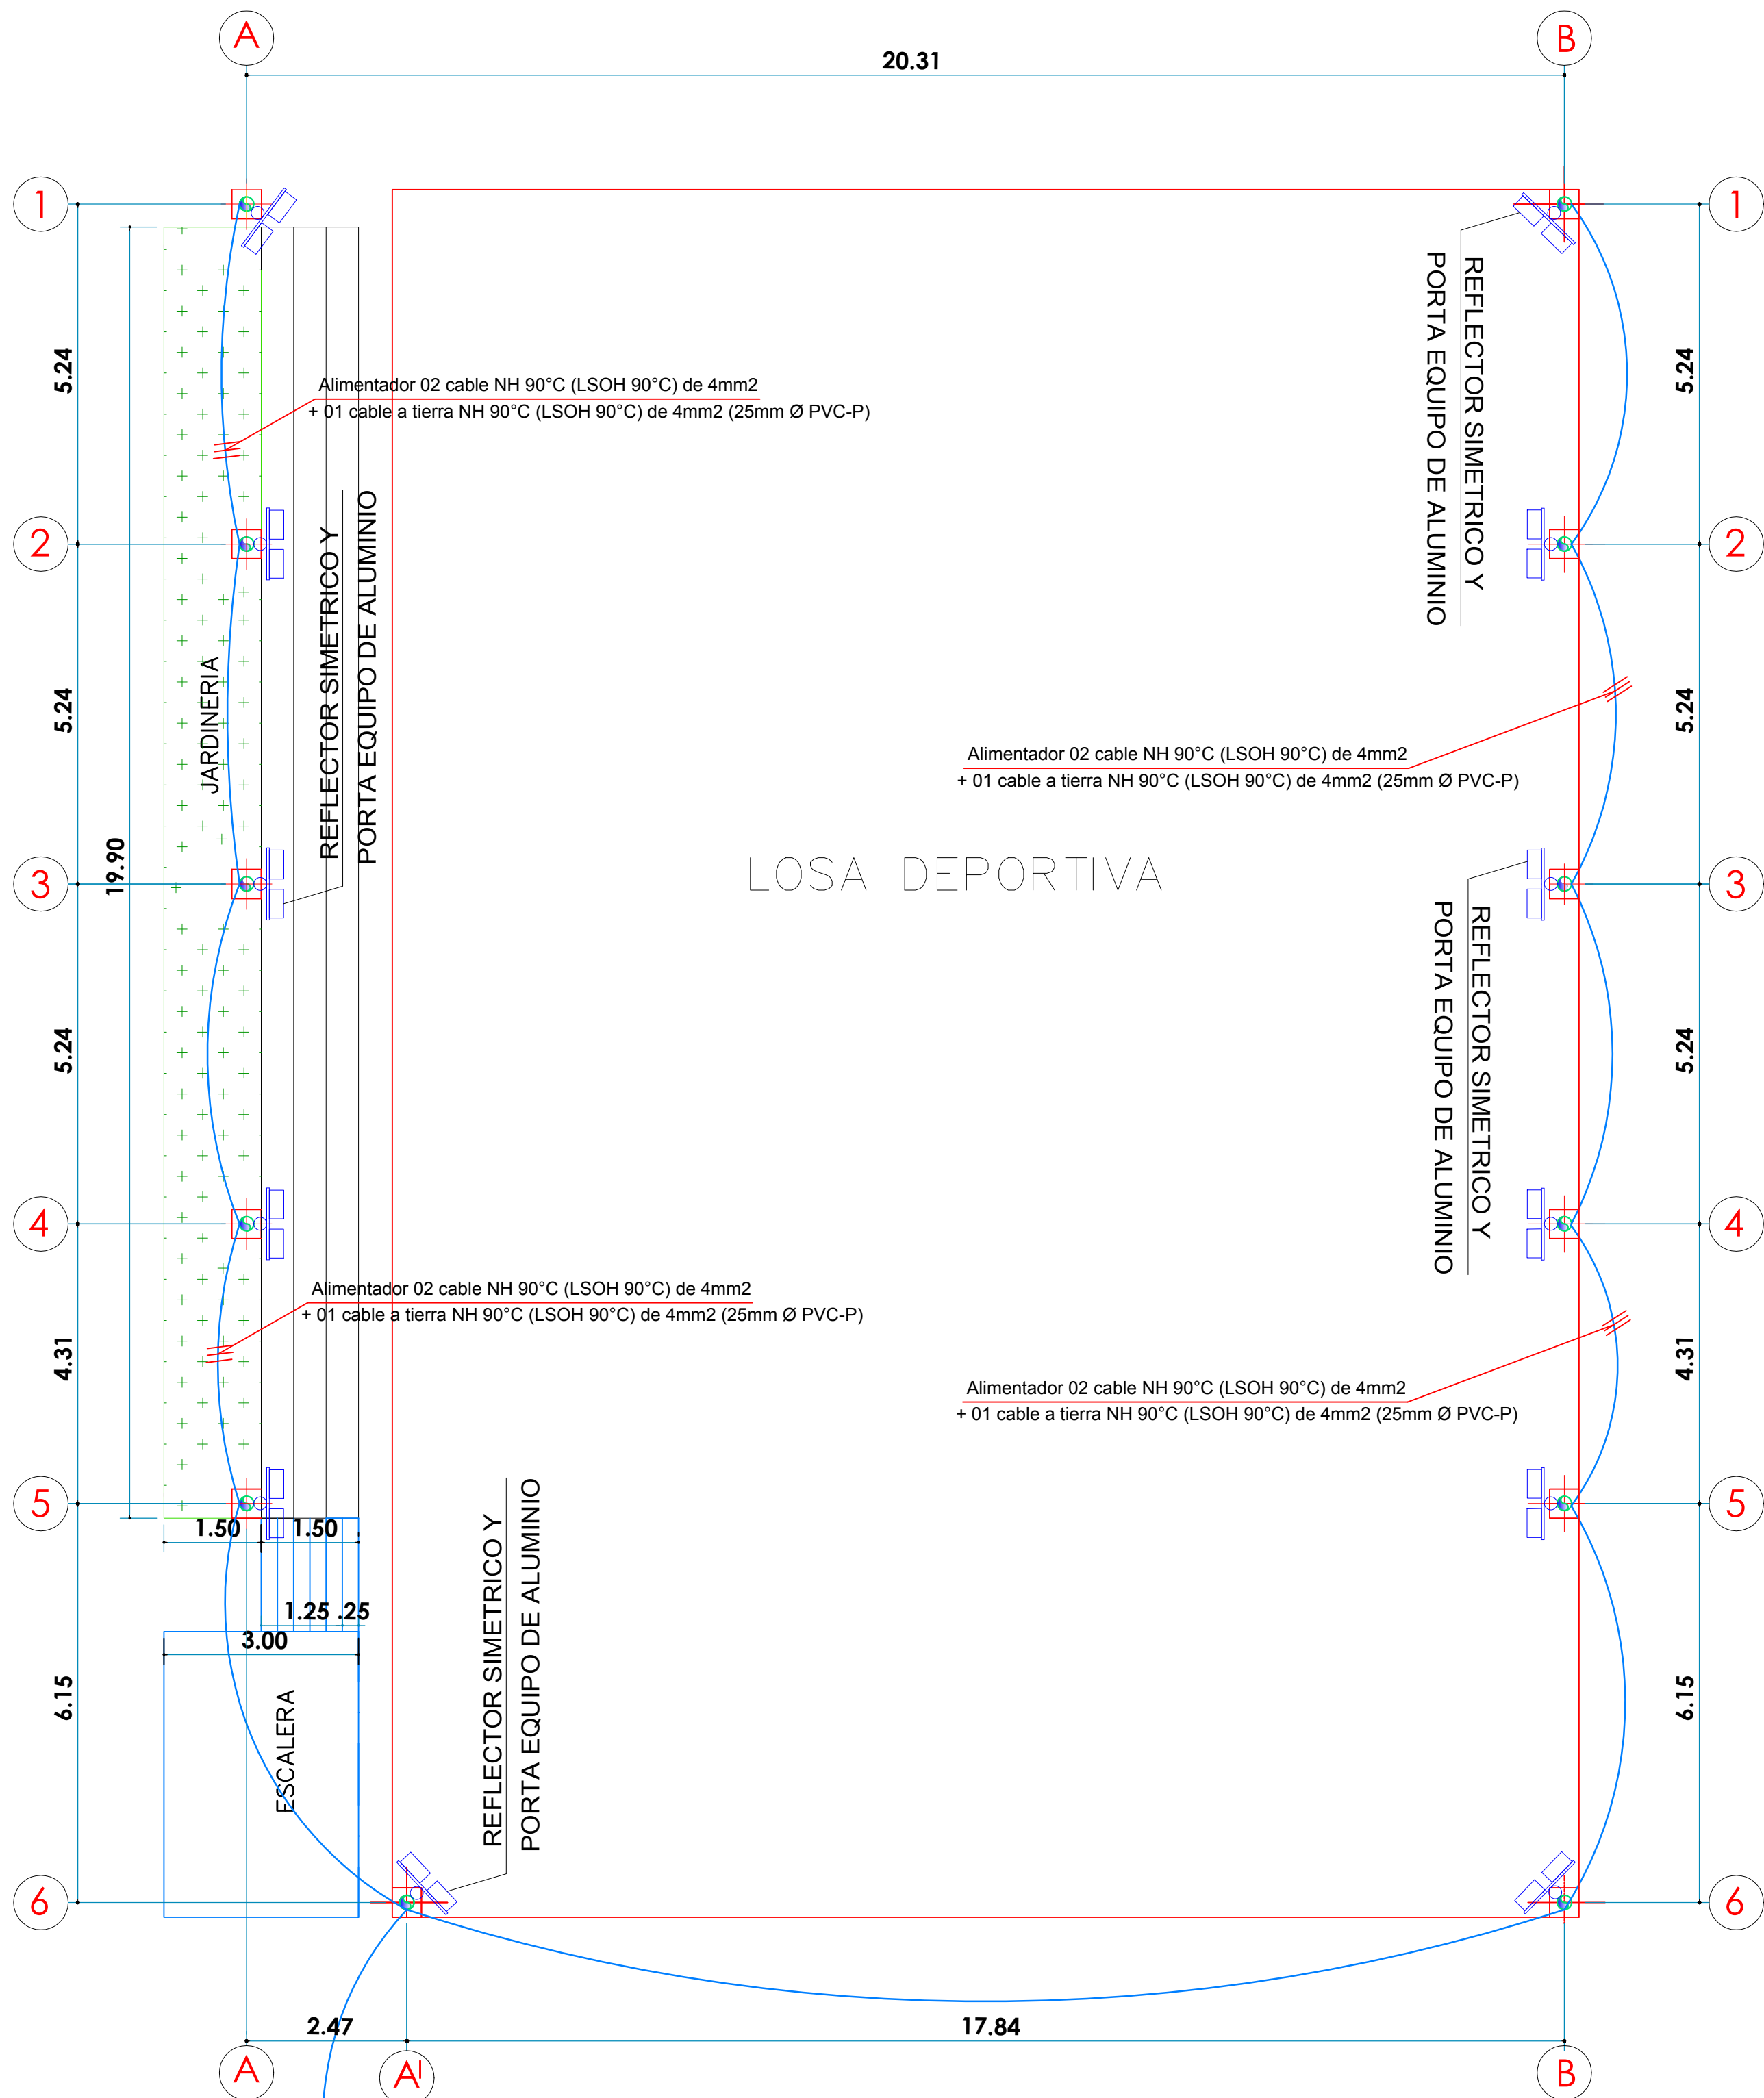 A
B
20.31
1
1
REFLECTOR SIMETRICO Y
PORTA EQUIPO DE ALUMINIO
5.24
5.24
Alimentador 02 cable NH 90°C (LSOH 90°C) de 4mm2
+ 01 cable a tierra NH 90°C (LSOH 90°C) de 4mm2 (25mm Ø PVC-P)
2
2
REFLECTOR SIMETRICO Y
PORTA EQUIPO DE ALUMINIO
JARDINERIA
5.24
5.24
Alimentador 02 cable NH 90°C (LSOH 90°C) de 4mm2
+ 01 cable a tierra NH 90°C (LSOH 90°C) de 4mm2 (25mm Ø PVC-P)
19.90
3
3
LOSA DEPORTIVA
REFLECTOR SIMETRICO Y
PORTA EQUIPO DE ALUMINIO
5.24
5.24
4
4
Alimentador 02 cable NH 90°C (LSOH 90°C) de 4mm2
+ 01 cable a tierra NH 90°C (LSOH 90°C) de 4mm2 (25mm Ø PVC-P)
4.31
4.31
Alimentador 02 cable NH 90°C (LSOH 90°C) de 4mm2
+ 01 cable a tierra NH 90°C (LSOH 90°C) de 4mm2 (25mm Ø PVC-P)
5
5
1.50
1.50
REFLECTOR SIMETRICO Y
PORTA EQUIPO DE ALUMINIO
1.25 .25
3.00
6.15
6.15
ESCALERA
6
6
2.47
17.84
A
A'
B